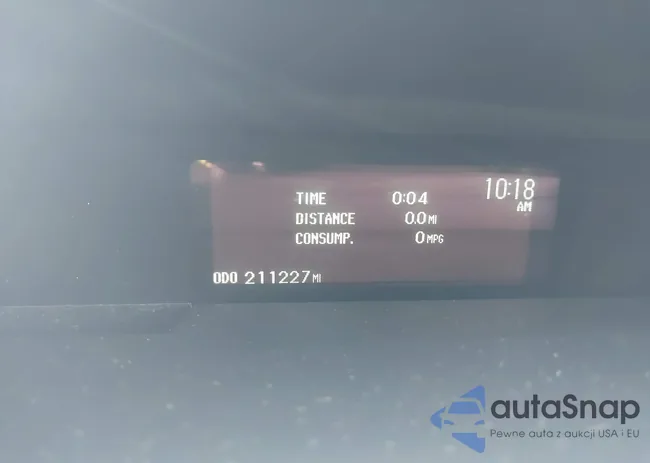 10:18
AM
TIME 0:04
DISTANCE 0.0 MI
CONSUMP. 0 MPG
ODO 211227 MI
autaSnap
Pewne auta z aukcji USA i EU